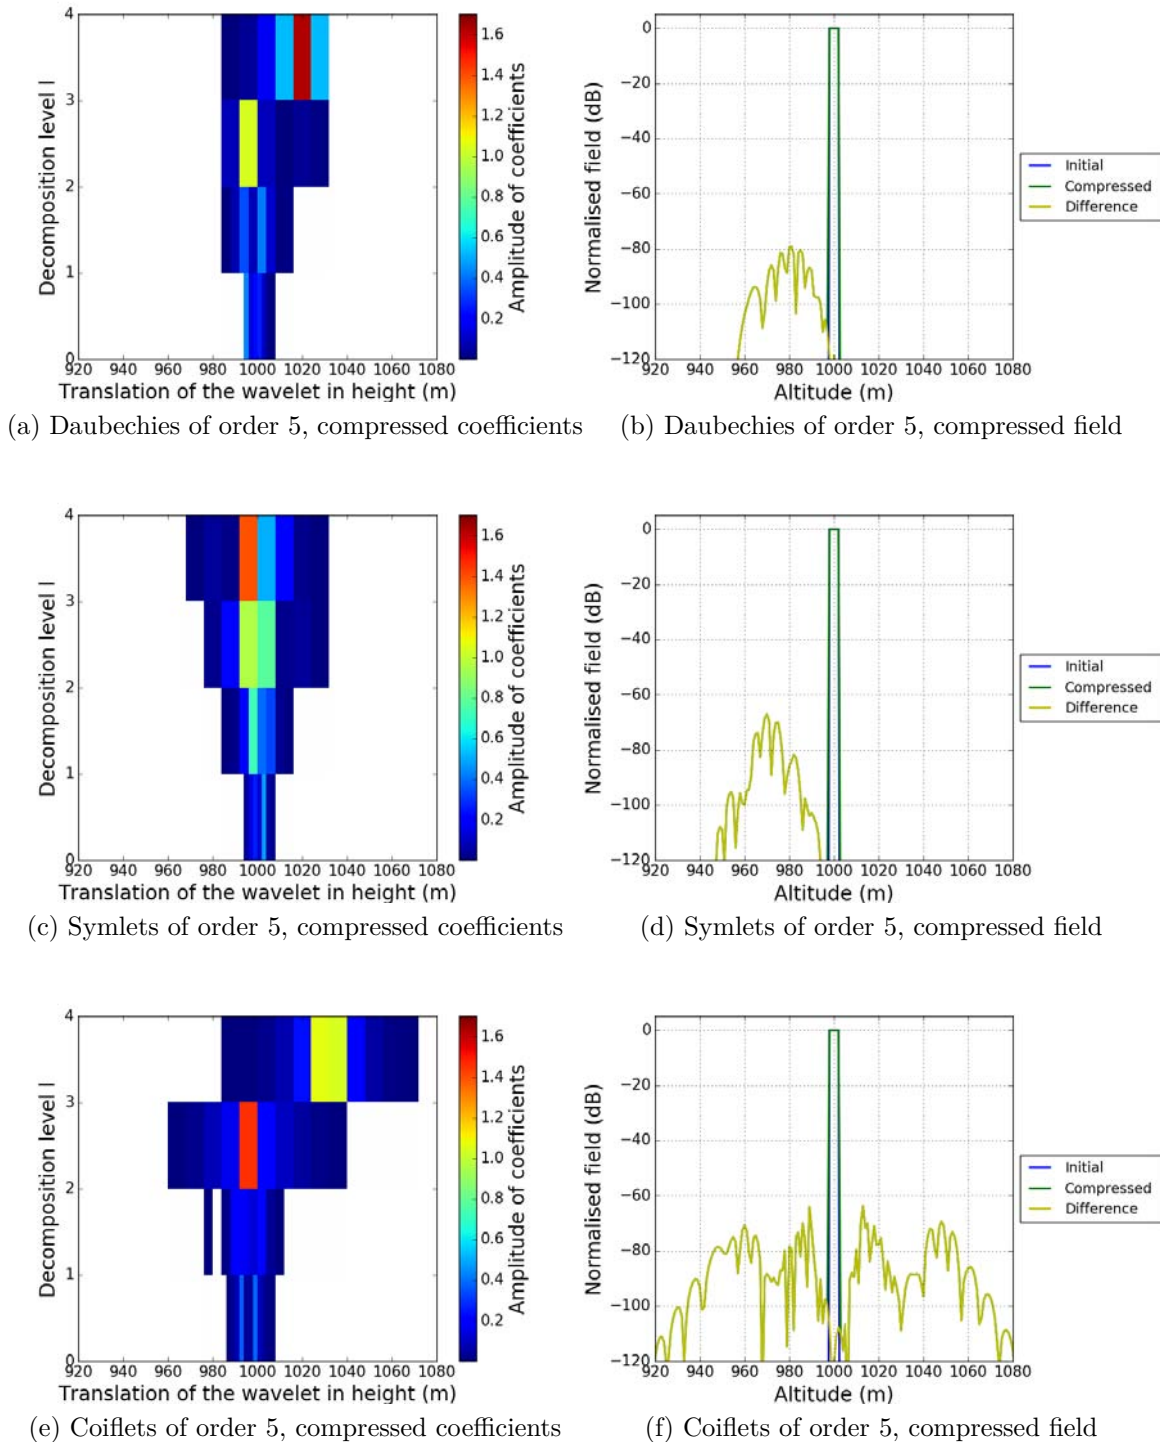 4
3
2
1
0
920 940 960 980 1000 1020 1040 1060 1080
Decomposition level l
Translation of the wavelet in height (m)
1.6
1.4
1.2
1.0
0.8
0.6
0.4
0.2
Amplitude of coefficients
0
−20
−40
−60
−80
−100
−120
920 940 960 980 1000 1020 1040 1060 1080
Normalised field (dB)
Altitude (m)
Initial
Compressed
Difference
(a) Daubechies of order 5, compressed coefficients
(b) Daubechies of order 5, compressed field
4
3
2
1
0
920 940 960 980 1000 1020 1040 1060 1080
Decomposition level l
Translation of the wavelet in height (m)
1.6
1.4
1.2
1.0
0.8
0.6
0.4
0.2
Amplitude of coefficients
0
−20
−40
−60
−80
−100
−120
920 940 960 980 1000 1020 1040 1060 1080
Normalised field (dB)
Altitude (m)
Initial
Compressed
Difference
(c) Symlets of order 5, compressed coefficients
(d) Symlets of order 5, compressed field
4
3
2
1
0
920 940 960 980 1000 1020 1040 1060 1080
Decomposition level l
Translation of the wavelet in height (m)
1.6
1.4
1.2
1.0
0.8
0.6
0.4
0.2
Amplitude of coefficients
0
−20
−40
−60
−80
−100
−120
920 940 960 980 1000 1020 1040 1060 1080
Normalised field (dB)
Altitude (m)
Initial
Compressed
Difference
(e) Coiflets of order 5, compressed coefficients
(f) Coiflets of order 5, compressed field